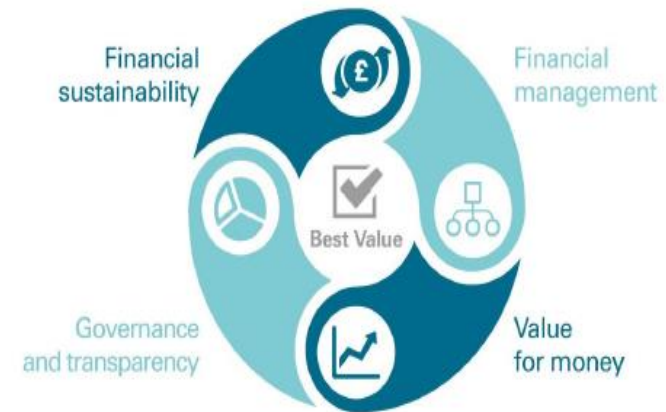 Financial
sustainability
£
Financial
management
Best Value
Governance
and transparency
Value
for money